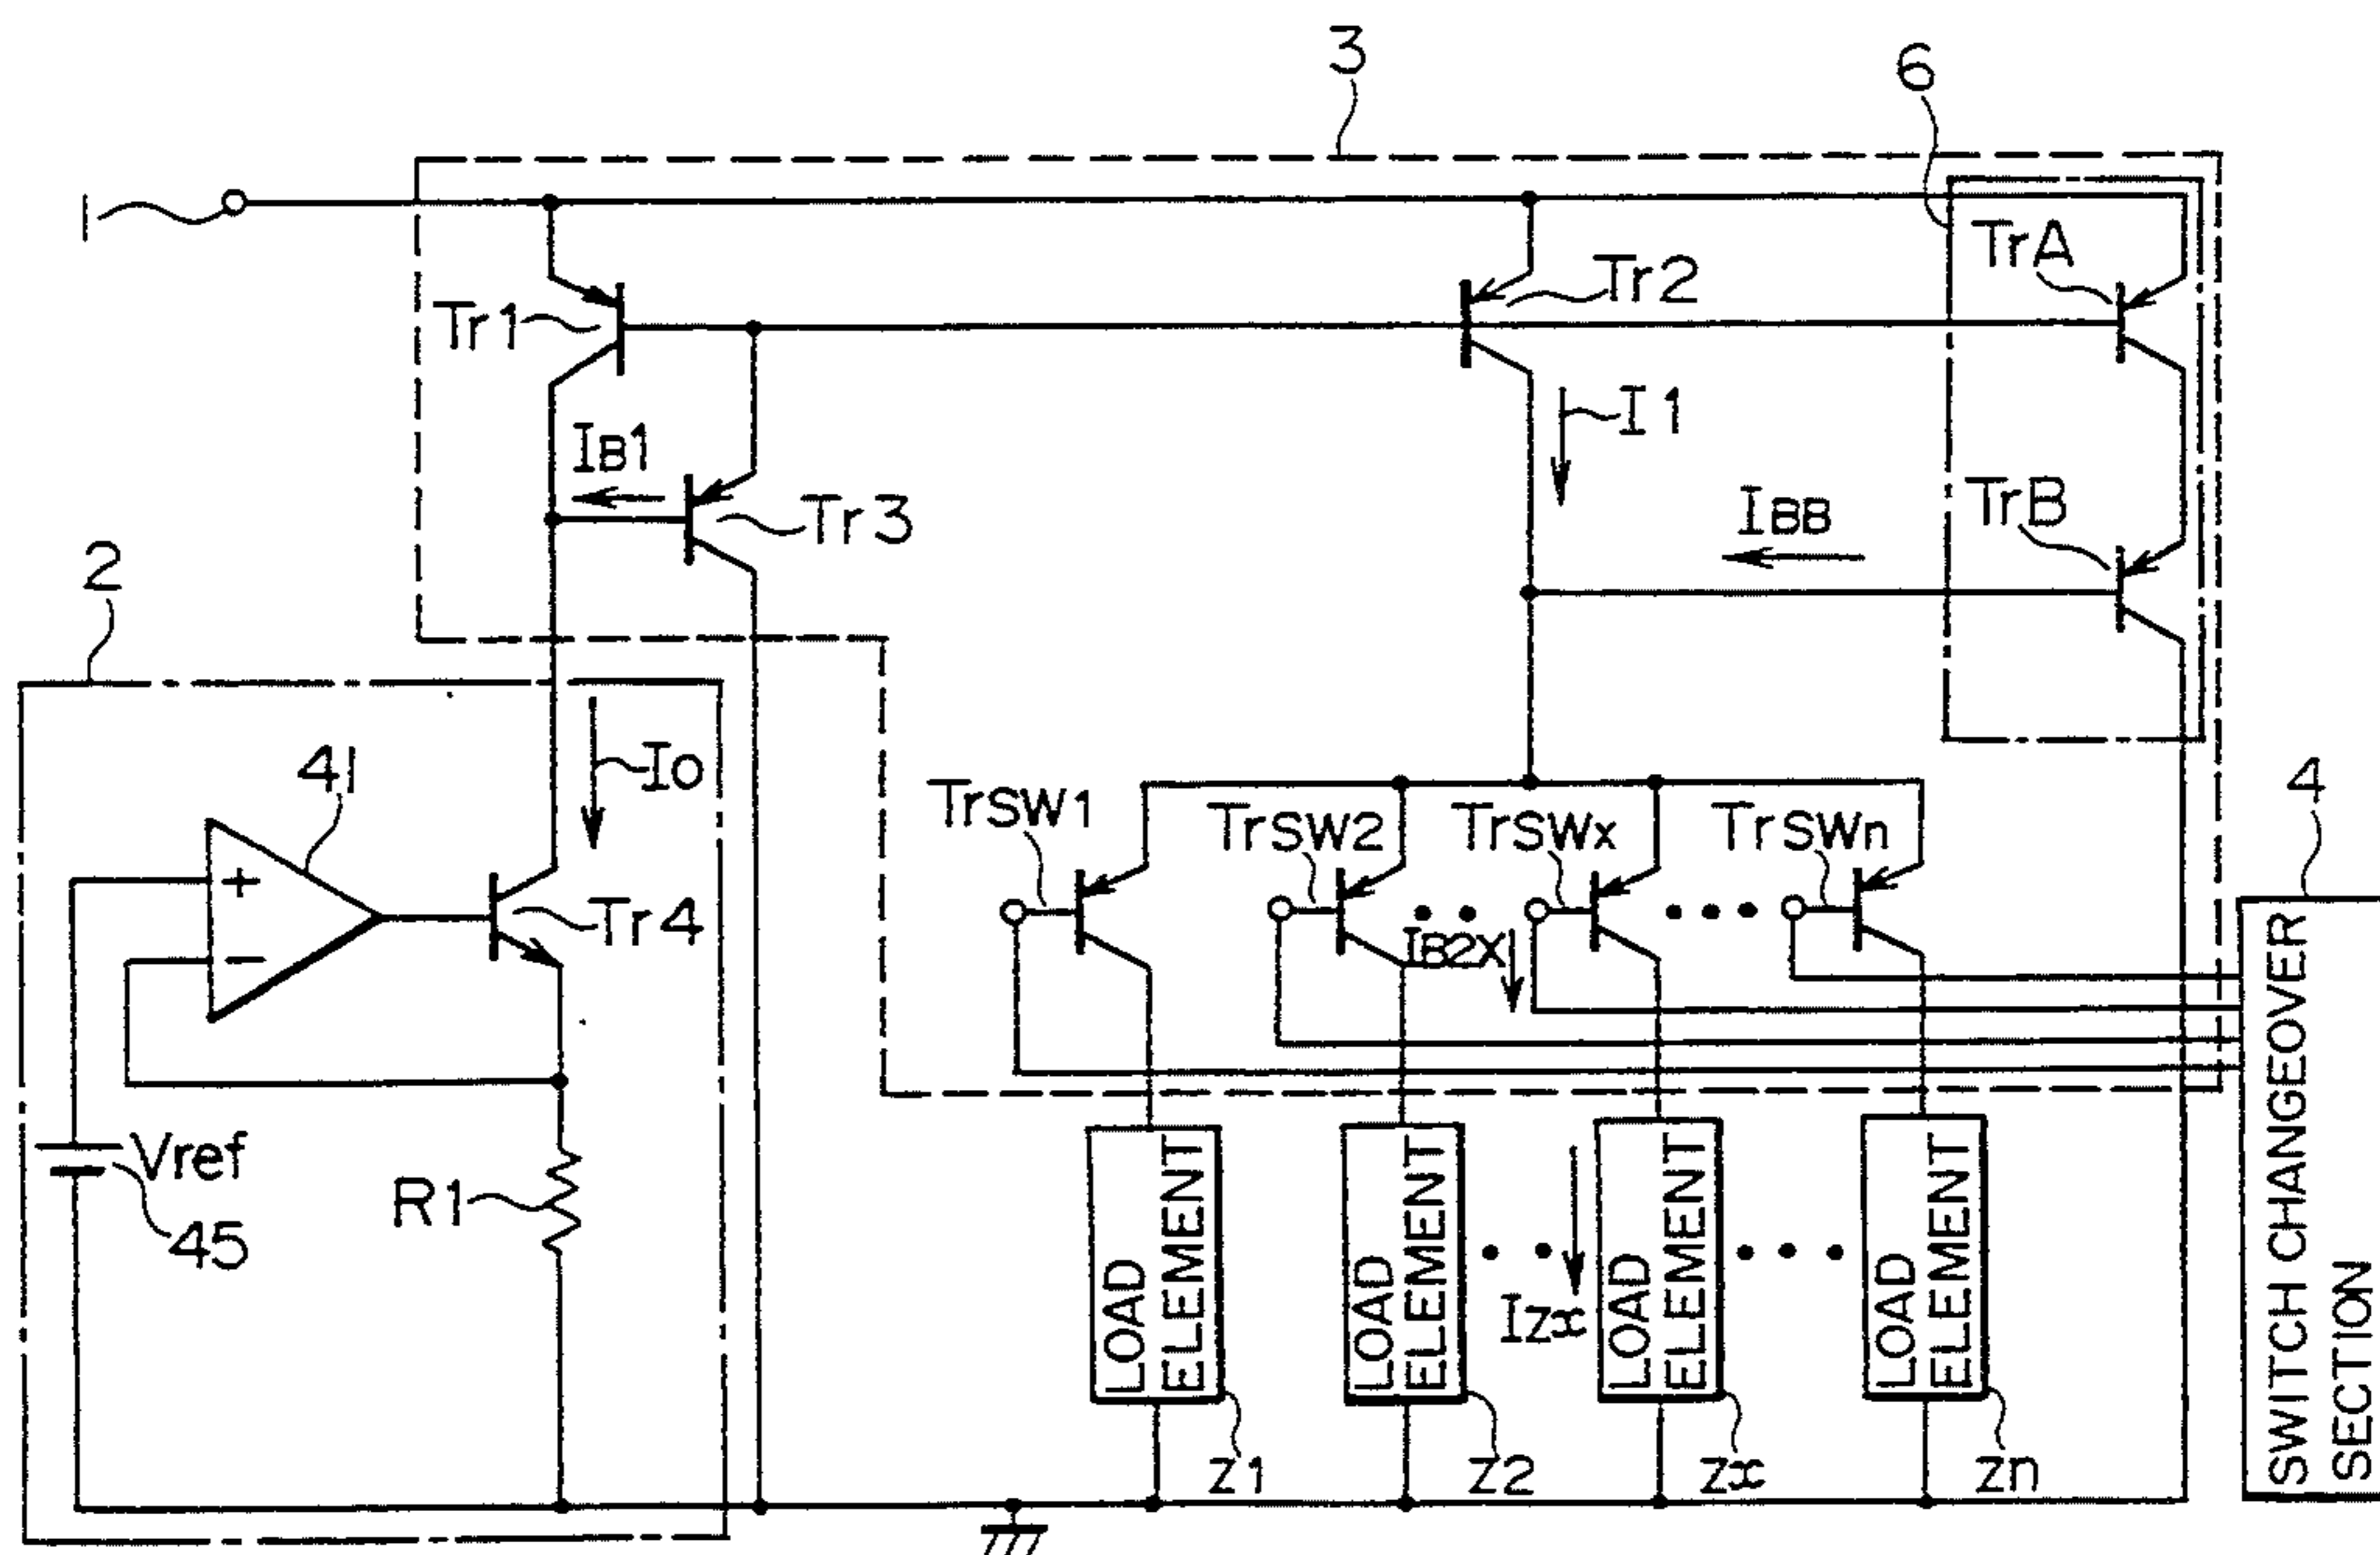 3
6
1
TrA
Tr1
Tr2
I1
IB1
Tr3
IBB
TrB
2
I0
41
TrSW1
TrSW2
TrSWx
TrSWn
4
+
Tr4
−
IB2X
Vref
R1
45
LOAD ELEMENT
LOAD ELEMENT
IZx
LOAD ELEMENT
LOAD ELEMENT
SWITCH CHANGEOVER SECTION
Z1
Z2
Zx
Zn